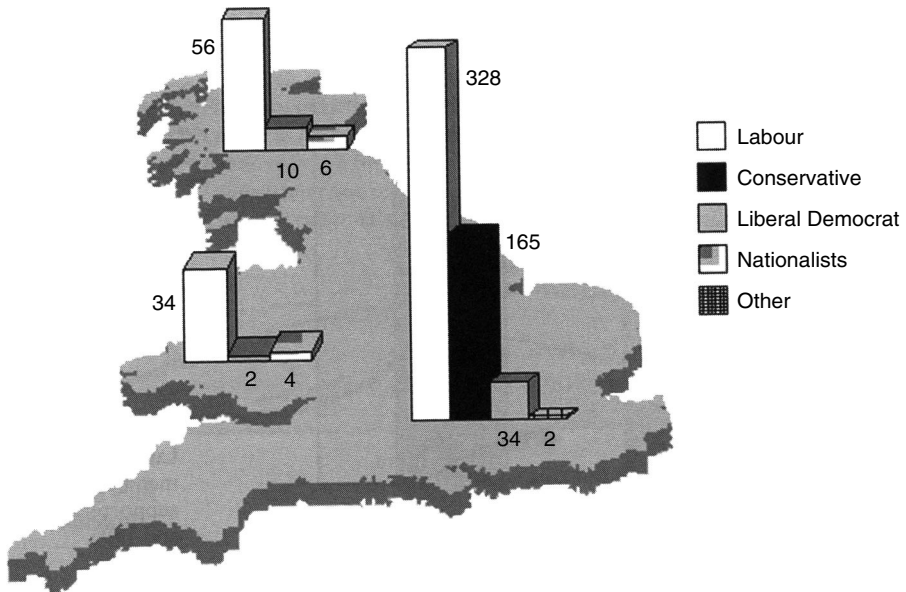 56
10
6
328
165
34
2
34
2
4
Labour
Conservative
Liberal Democrat
Nationalists
Other